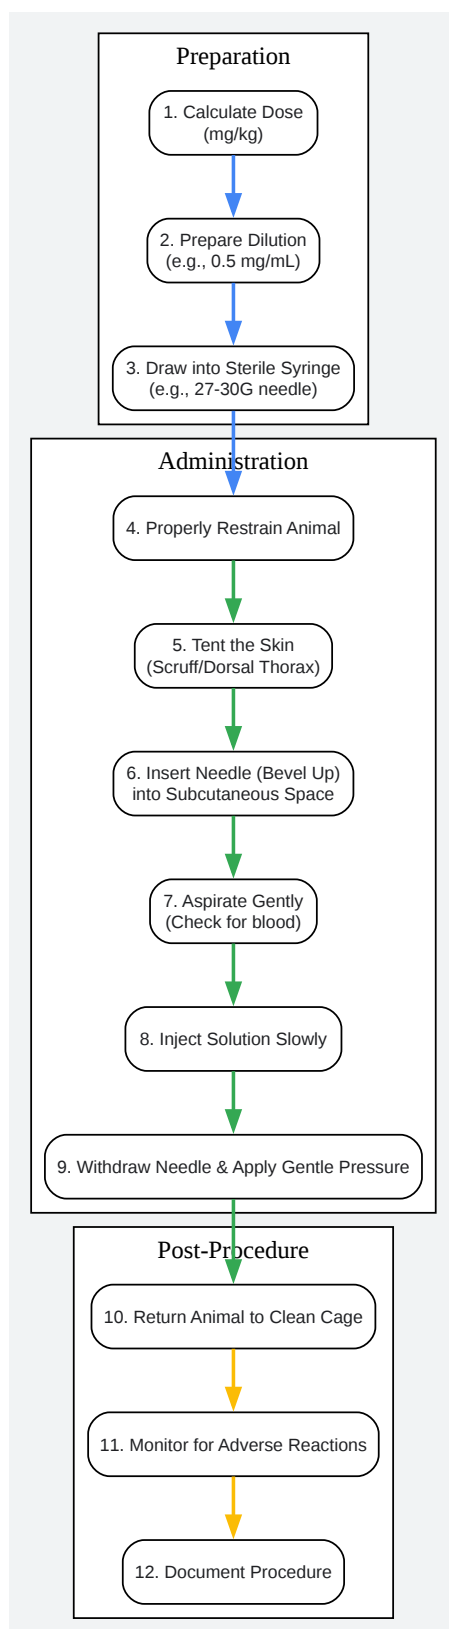 Preparation
1. Calculate Dose
(mg/kg)
2. Prepare Dilution
(e.g., 0.5 mg/mL)
3. Draw into Sterile Syringe
(e.g., 27-30G needle)
Administration
4. Properly Restrain Animal
5. Tent the Skin
(Scruff/Dorsal Thorax)
6. Insert Needle (Bevel Up)
into Subcutaneous Space
7. Aspirate Gently
(Check for blood)
8. Inject Solution Slowly
9. Withdraw Needle & Apply Gentle Pressure
Post-Procedure
10. Return Animal to Clean Cage
11. Monitor for Adverse Reactions
12. Document Procedure